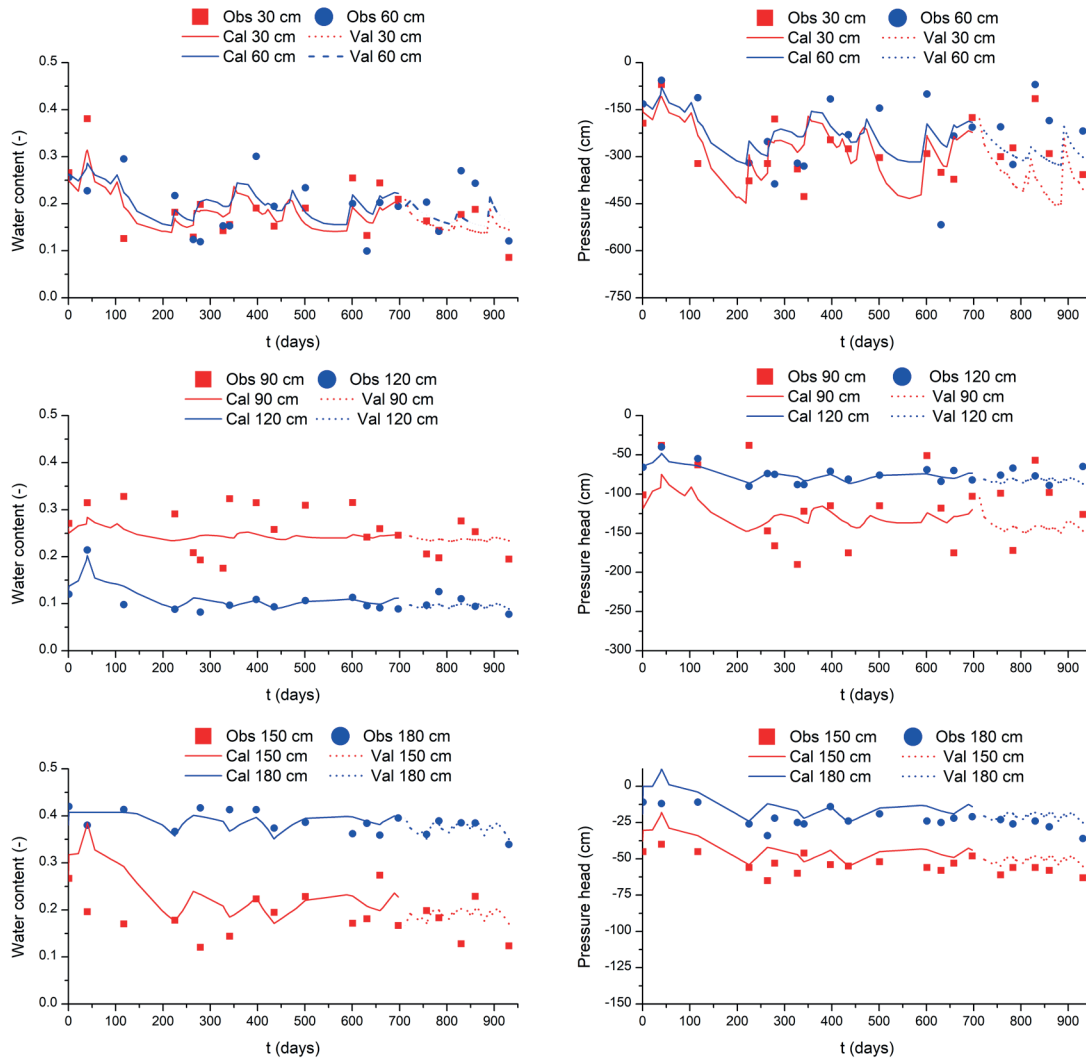 Obs 30 cm Obs 60 cm
Cal 30 cm Val 30 cm
Cal 60 cm Val 60 cm
0.5
0.4
0.3
0.2
0.1
0.0
Water content (-)
0 100 200 300 400 500 600 700 800 900
t (days)
Obs 30 cm Obs 60 cm
Cal 30 cm Val 30 cm
Cal 60 cm Val 60 cm
0
-150
-300
-450
-600
-750
Pressure head (cm)
0 100 200 300 400 500 600 700 800 900
t (days)
Obs 90 cm Obs 120 cm
Cal 90 cm Val 90 cm
Cal 120 cm Val 120 cm
0.5
0.4
0.3
0.2
0.1
0.0
Water content (-)
0 100 200 300 400 500 600 700 800 900
t (days)
Obs 90 cm Obs 120 cm
Cal 90 cm Val 90 cm
Cal 120 cm Val 120 cm
0
-50
-100
-150
-200
-250
-300
Pressure head (cm)
0 100 200 300 400 500 600 700 800 900
t (days)
Obs 150 cm Obs 180 cm
Cal 150 cm Val 150 cm
Cal 180 cm Val 180 cm
0.5
0.4
0.3
0.2
0.1
0.0
Water content (-)
0 100 200 300 400 500 600 700 800 900
t (days)
Obs 150 cm Obs 180 cm
Cal 150 cm Val 150 cm
Cal 180 cm Val 180 cm
0
-25
-50
-75
-100
-125
-150
Pressure head (cm)
0 100 200 300 400 500 600 700 800 900
t (days)